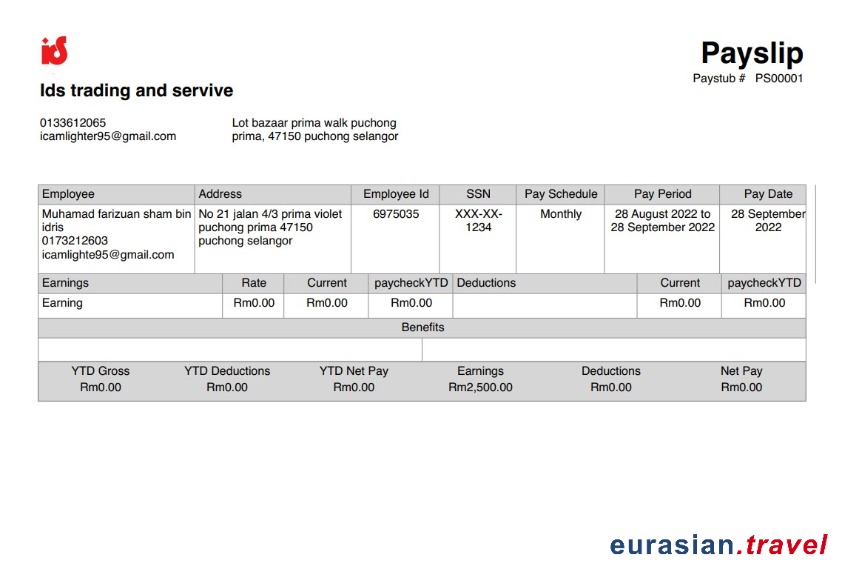 ids
Payslip
Paystub # PS00001
Ids trading and servive
0133612065
icamlighter95@gmail.com
Lot bazaar prima walk puchong
prima, 47150 puchong selangor
Employee Address Employee Id SSN Pay Schedule Pay Period Pay Date
Muhamad farizuan sham bin
idris
0173212603
icamlighte95@gmail.com
No 21 jalan 4/3 prima violet
puchong prima 47150
puchong selangor
6975035
XXX-XX-
1234
Monthly
28 August 2022 to
28 September 2022
28 September
2022
Earnings Rate Current paycheckYTD Deductions Current paycheckYTD
Earning Rm0.00 Rm0.00 Rm0.00 Rm0.00 Rm0.00
Benefits
YTD Gross YTD Deductions YTD Net Pay Earnings Deductions Net Pay
Rm0.00 Rm0.00 Rm0.00 Rm2,500.00 Rm0.00 Rm0.00
eurasian.travel